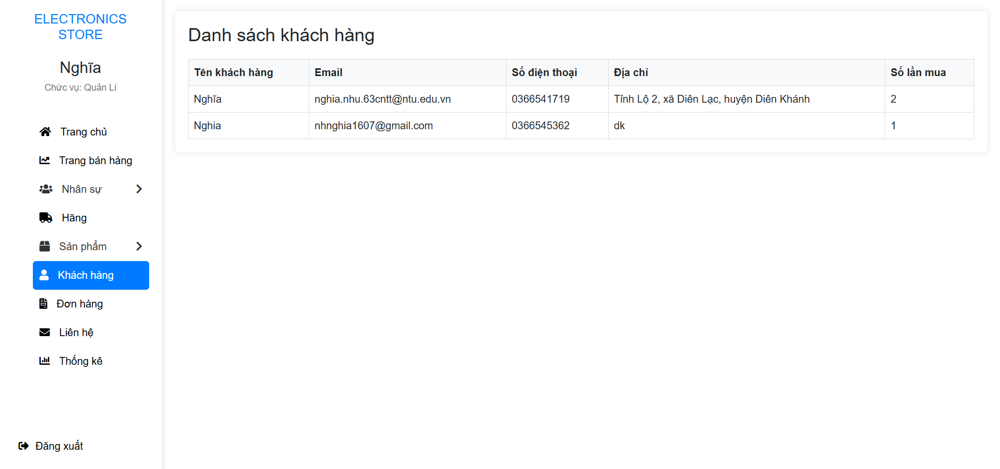 ELECTRONICS
STORE
Nghĩa
Chức vụ: Quản Lí
Trang chủ
Trang bán hàng
Nhân sự
Hãng
Sản phẩm
Khách hàng
Đơn hàng
Liên hệ
Thống kê
Đăng xuất
Danh sách khách hàng
Tên khách hàng Email Số điện thoại Địa chỉ Số lần mua
Nghĩa nghia.nhu.63cntt@ntu.edu.vn 0366541719 Tỉnh Lộ 2, xã Diên Lạc, huyện Diên Khánh 2
Nghia nhnghia1607@gmail.com 0366545362 dk 1